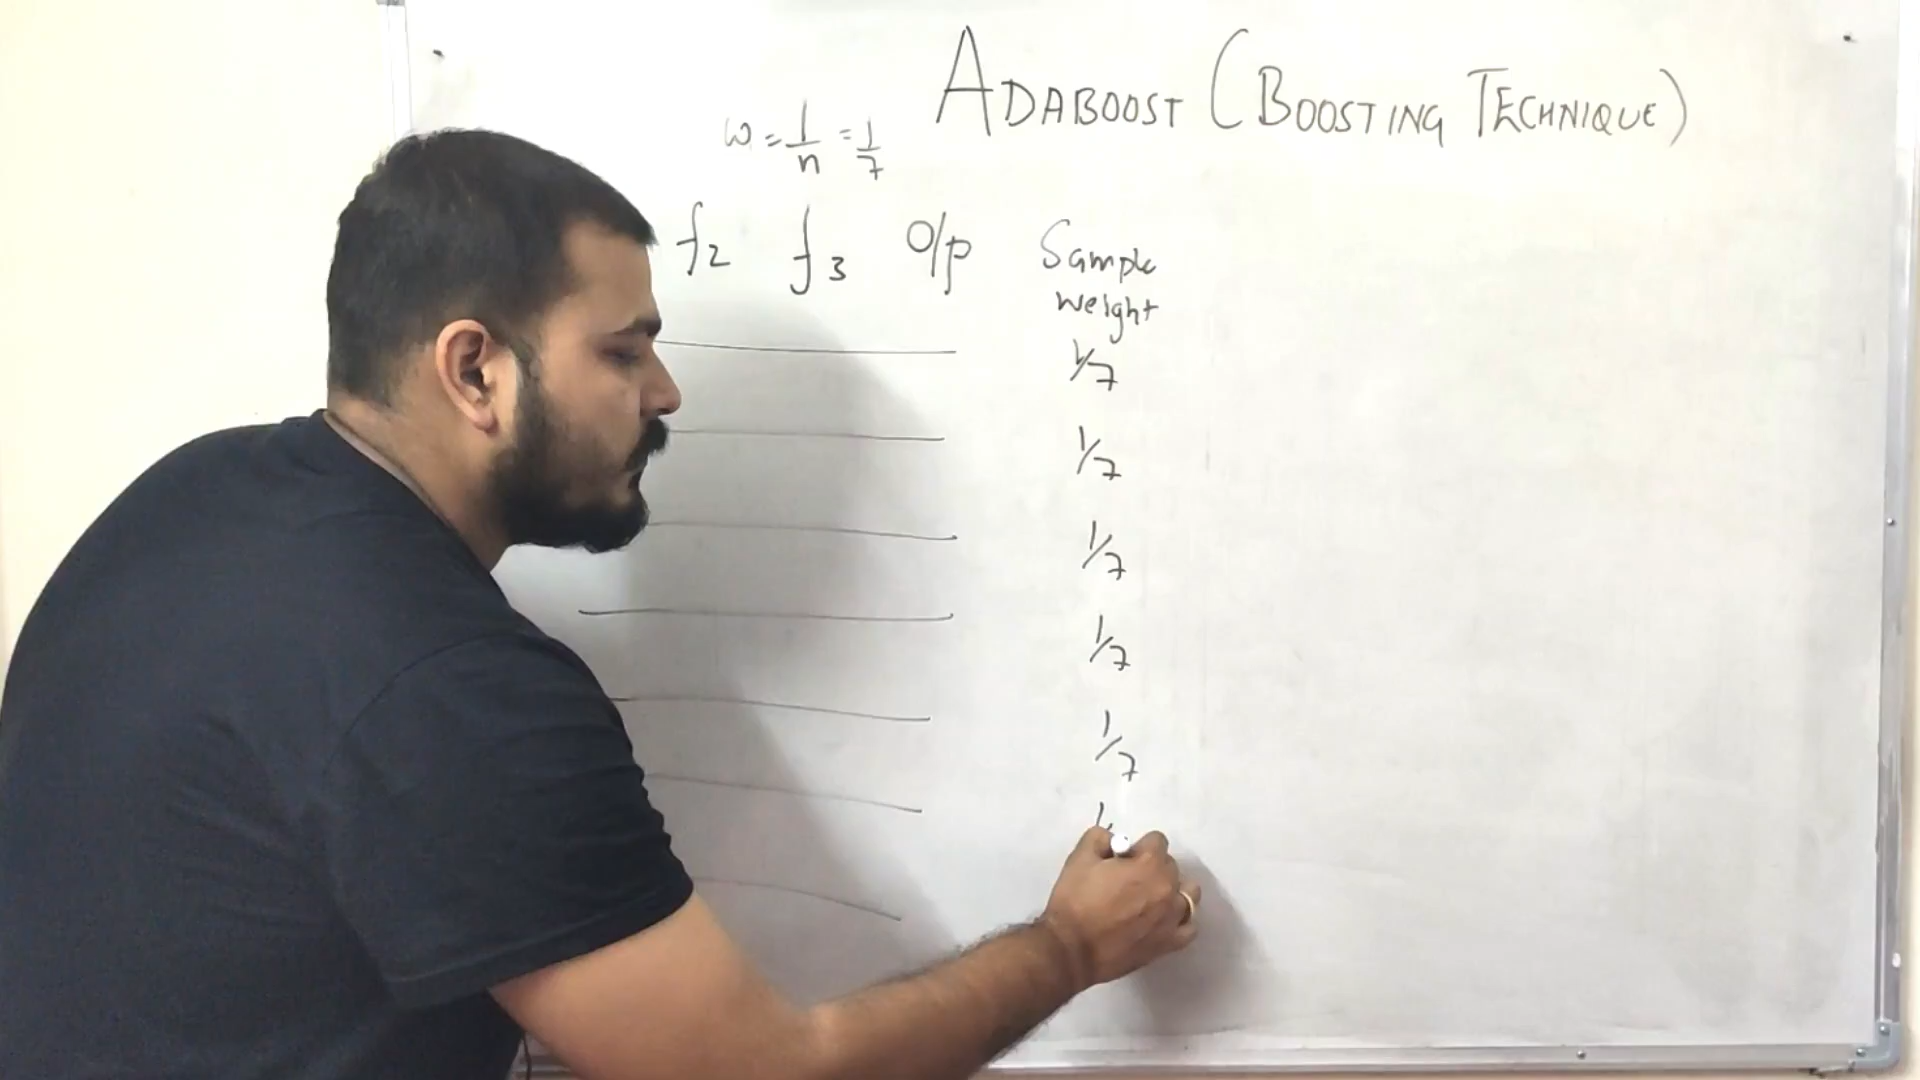 ADABOOST (BOOSTING TECHNIQUE)
w = 1/n = 1/7
f2 f3 O/p Sample weight
1/7
1/7
1/7
1/7
1/7